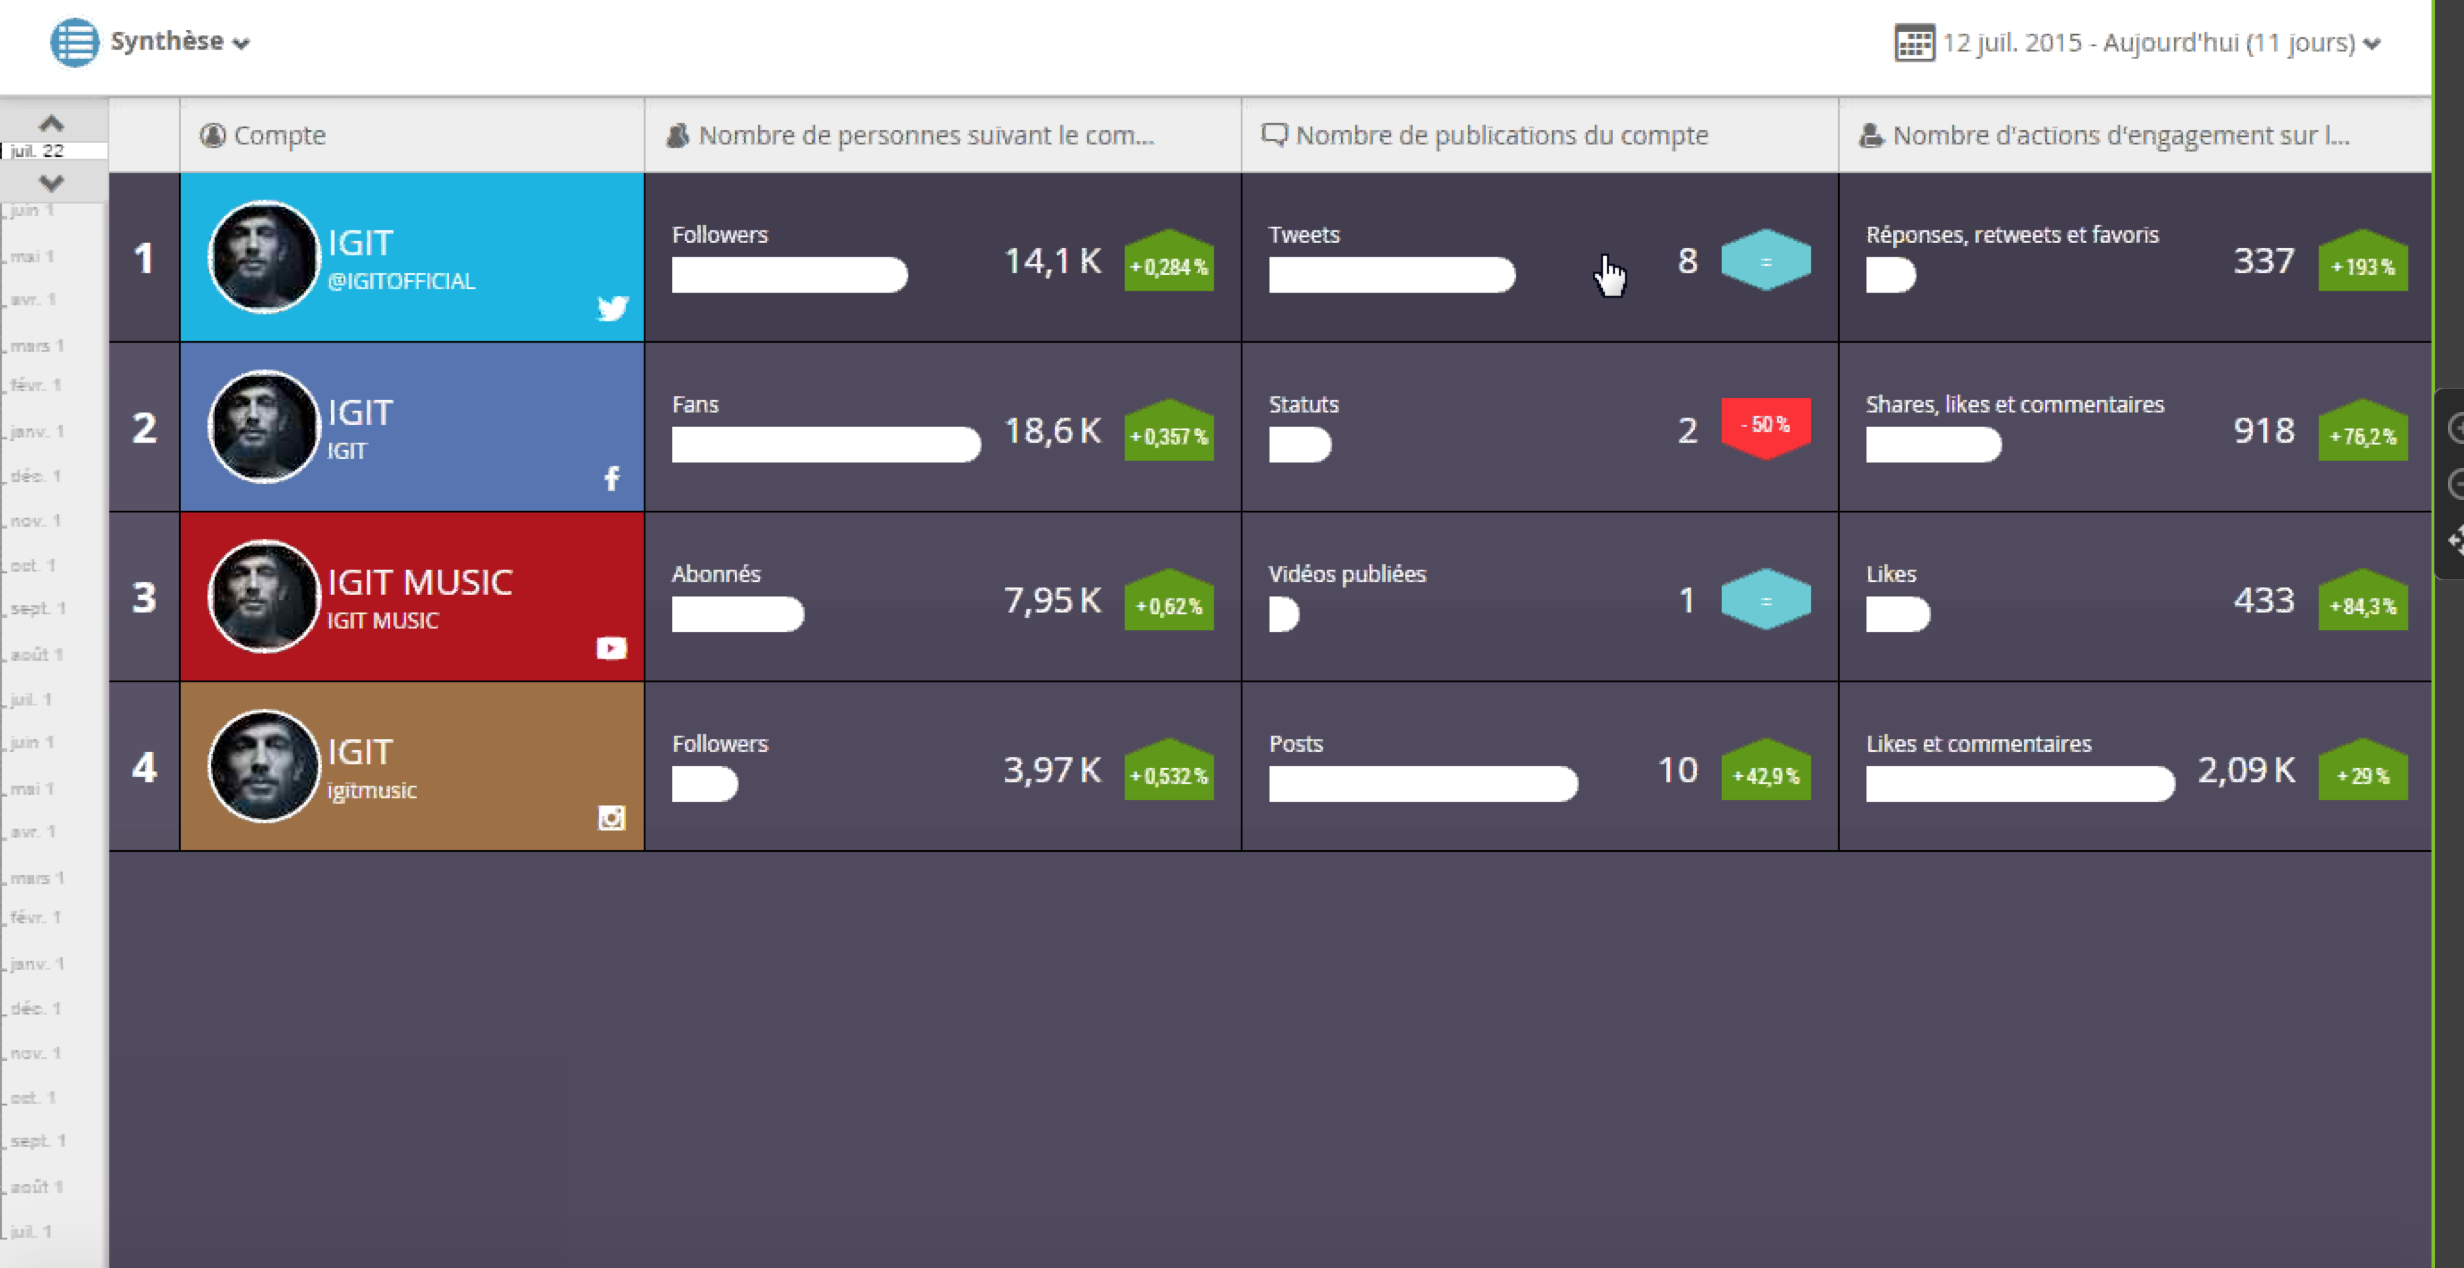 Synthèse
12 juil. 2015 - Aujourd'hui (11 jours)
Compte
Nombre de personnes suivant le com...
Nombre de publications du compte
Nombre d'actions d'engagement sur l...
juil. 22
juin 1
mai 1
avr. 1
mars 1
févr. 1
janv. 1
déc. 1
nov. 1
oct. 1
sept. 1
août 1
juil. 1
juin 1
mai 1
avr. 1
mars 1
févr. 1
janv. 1
déc. 1
nov. 1
oct. 1
sept. 1
août 1
juil. 1
1
IGIT
@IGITOFFICIAL
Followers
14,1 K
+0,284 %
Tweets
8
=
Réponses, retweets et favoris
337
+193 %
2
IGIT
IGIT
Fans
18,6 K
+0,357 %
Statuts
2
- 50 %
Shares, likes et commentaires
918
+76,2 %
3
IGIT MUSIC
IGIT MUSIC
Abonnés
7,95 K
+0,62 %
Vidéos publiées
1
=
Likes
433
+84,3 %
4
IGIT
igitmusic
Followers
3,97 K
+0,532 %
Posts
10
+42,9 %
Likes et commentaires
2,09 K
+29 %